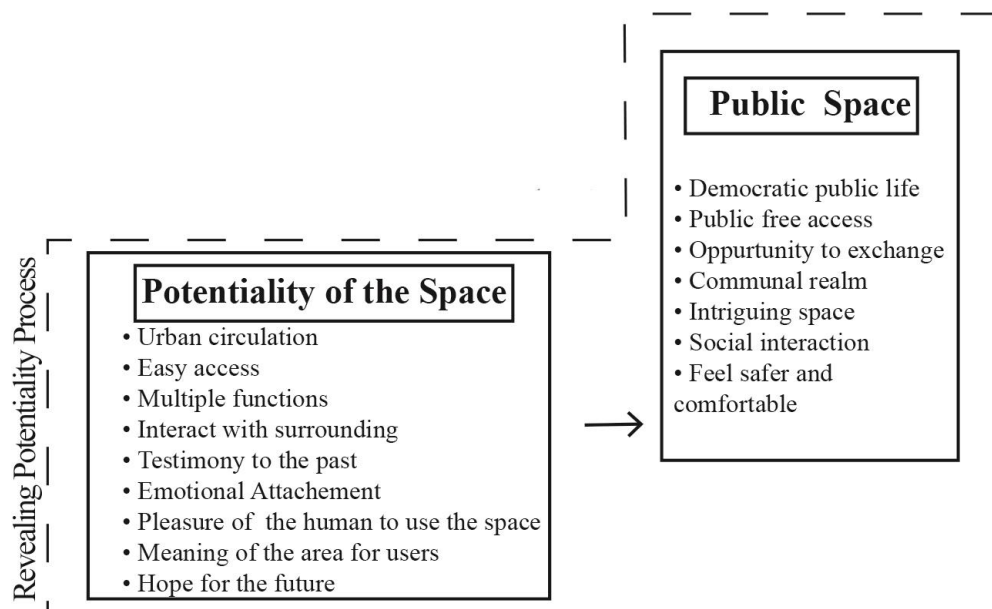 Revealing Potentiality Process
Potentiality of the Space
• Urban circulation
• Easy access
• Multiple functions
• Interact with surrounding
• Testimony to the past
• Emotional Attachement
• Pleasure of the human to use the space
• Meaning of the area for users
• Hope for the future
Public Space
• Democratic public life
• Public free access
• Oppurtunity to exchange
• Communal realm
• Intriguing space
• Social interaction
• Feel safer and
comfortable